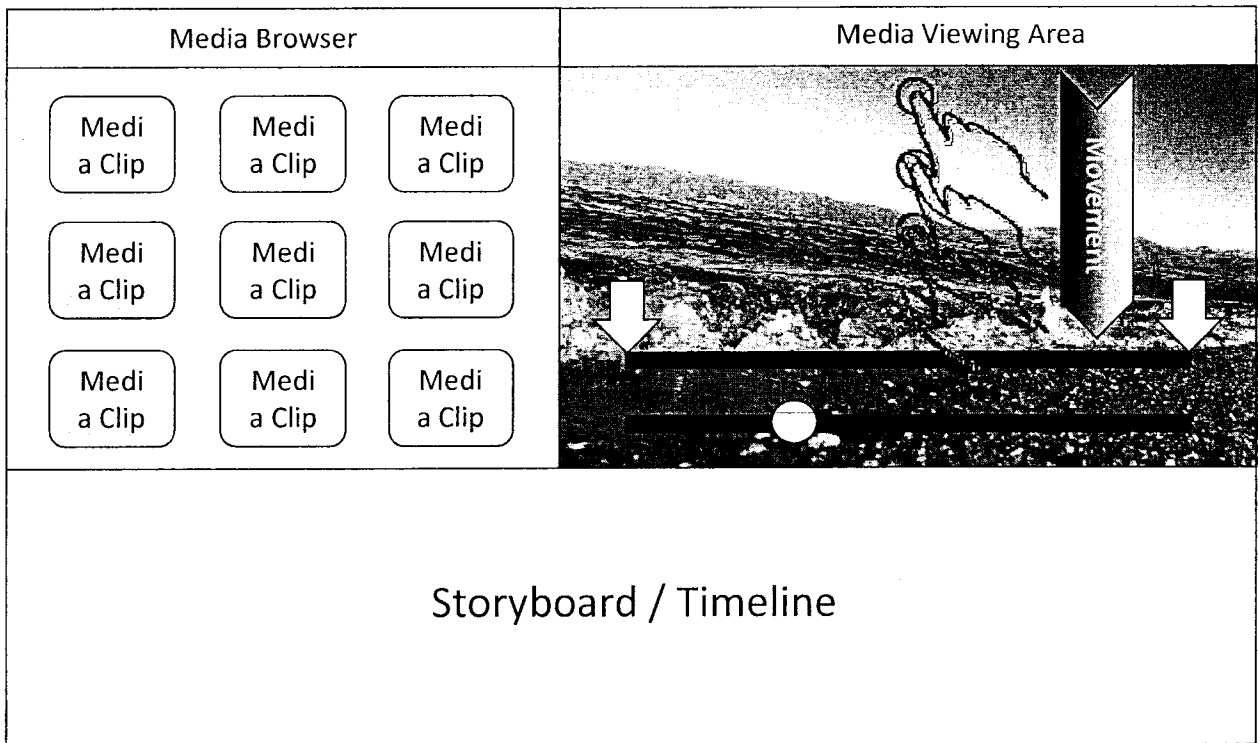 Media Browser
Media Viewing Area
Medi
a Clip
Medi
a Clip
Medi
a Clip
Medi
a Clip
Medi
a Clip
Medi
a Clip
Medi
a Clip
Medi
a Clip
Medi
a Clip
Movement
Storyboard / Timeline